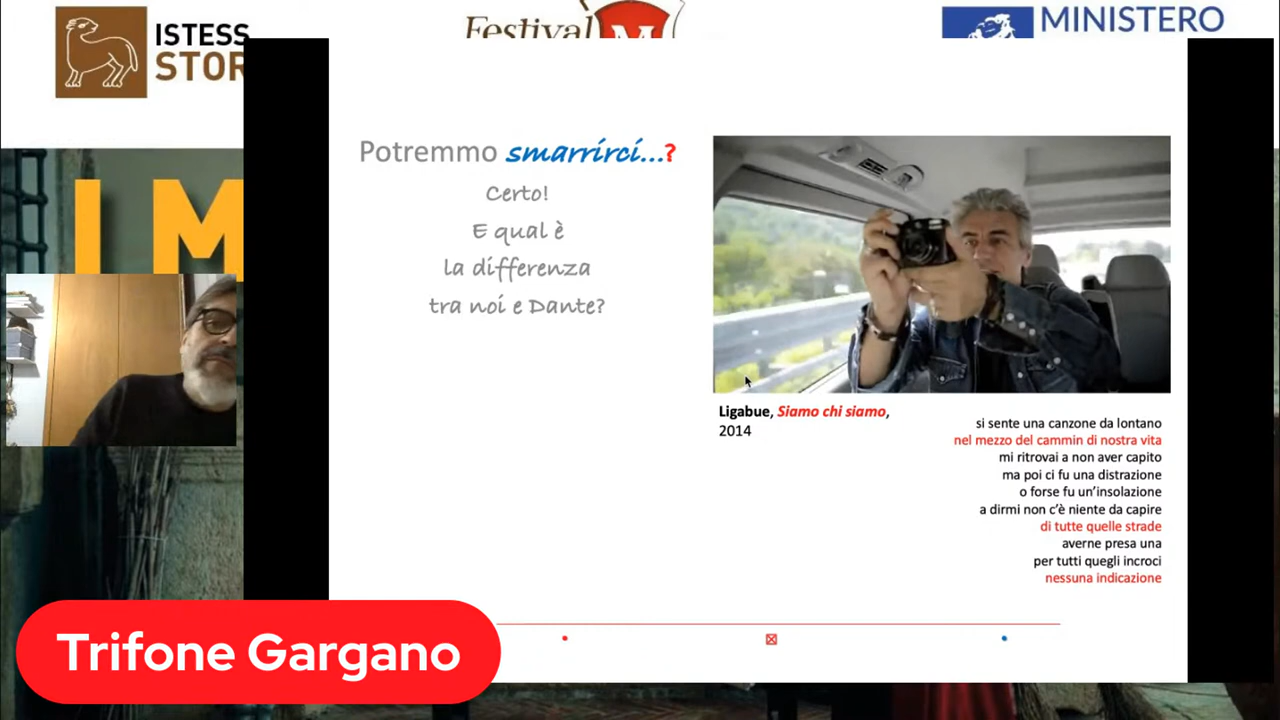 ISTESS
STOR
Festival
M
MINISTERO
I M
Potremmo smarrirci...?
Certo!
E qual è
la differenza
tra noi e Dante?
Ligabue, Siamo chi siamo,
2014
si sente una canzone da lontano
nel mezzo del cammin di nostra vita
mi ritrovai a non aver capito
ma poi ci fu una distrazione
o forse fu un’insolazione
a dirmi non c’è niente da capire
di tutte quelle strade
averne presa una
per tutti quegli incroci
nessuna indicazione
Trifone Gargano